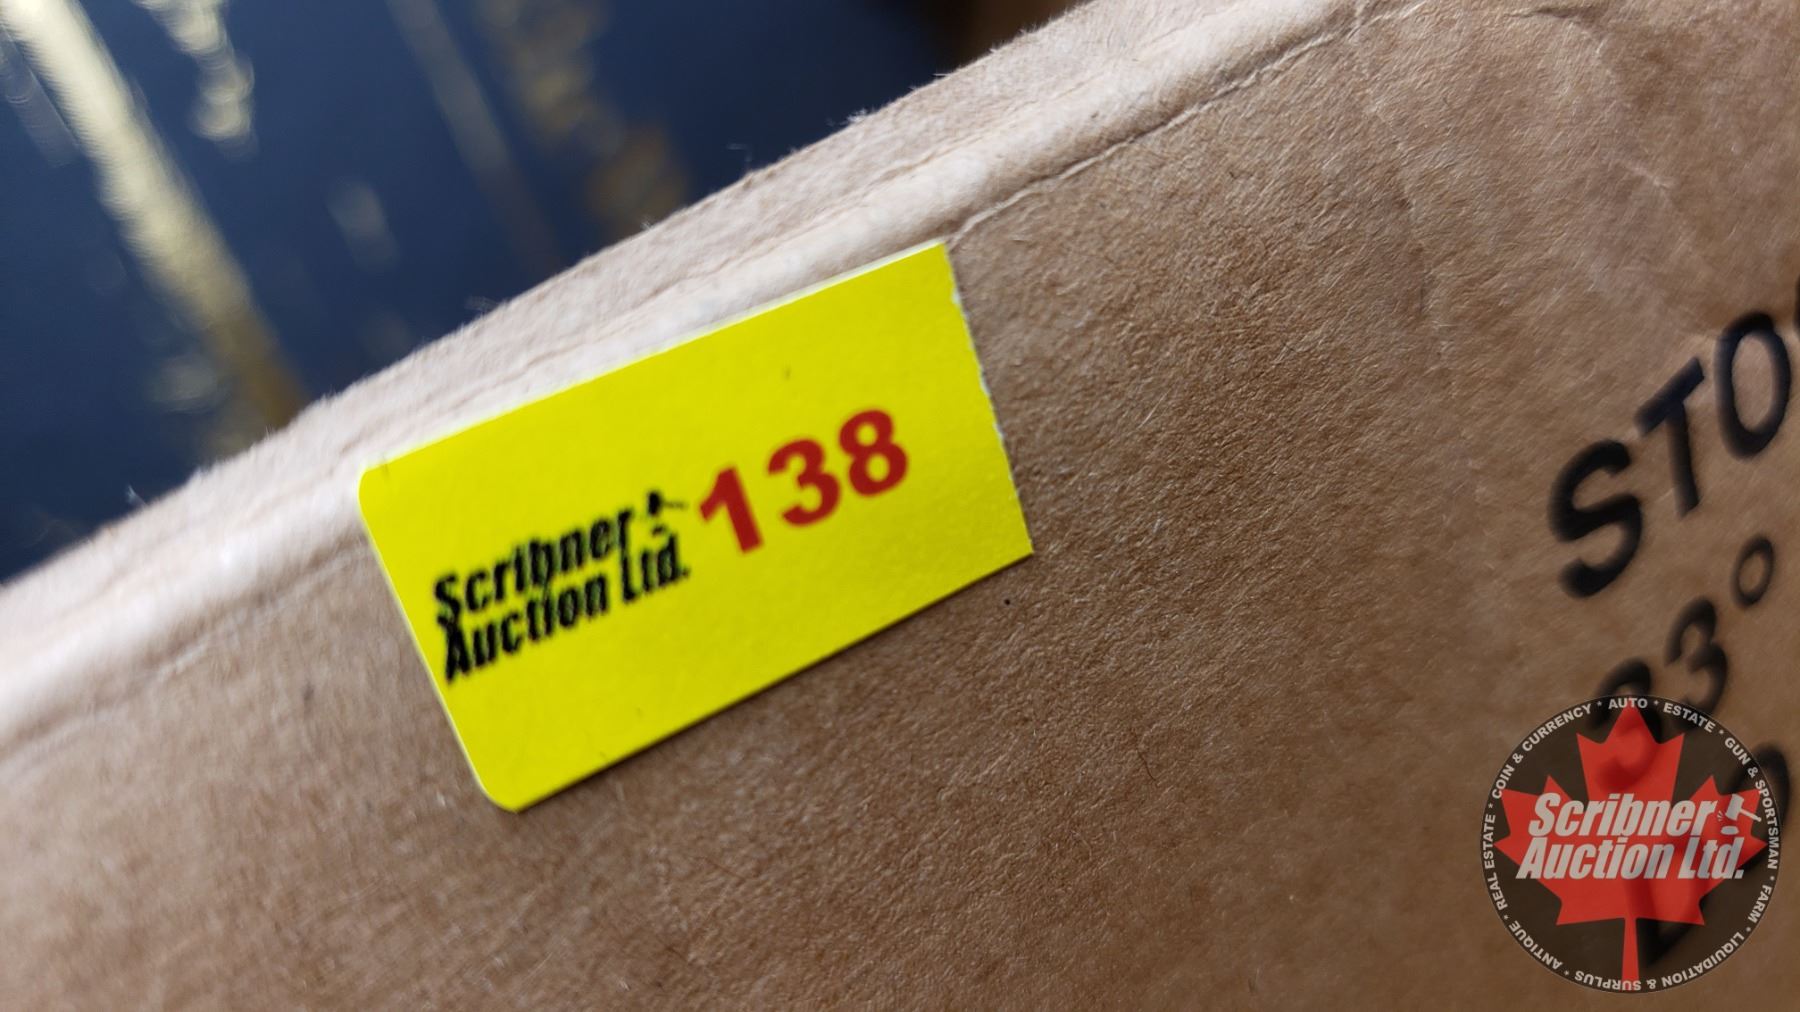 Scribner
Auction Ltd.
138
STO
33°
Scribner
Auction Ltd.
REAL ESTATE * COIN & CURRENCY * AUTO * ESTATE * GUN & SPORTSMAN * FARM * LIQUIDATION & SURPLUS * ANTIQUE *